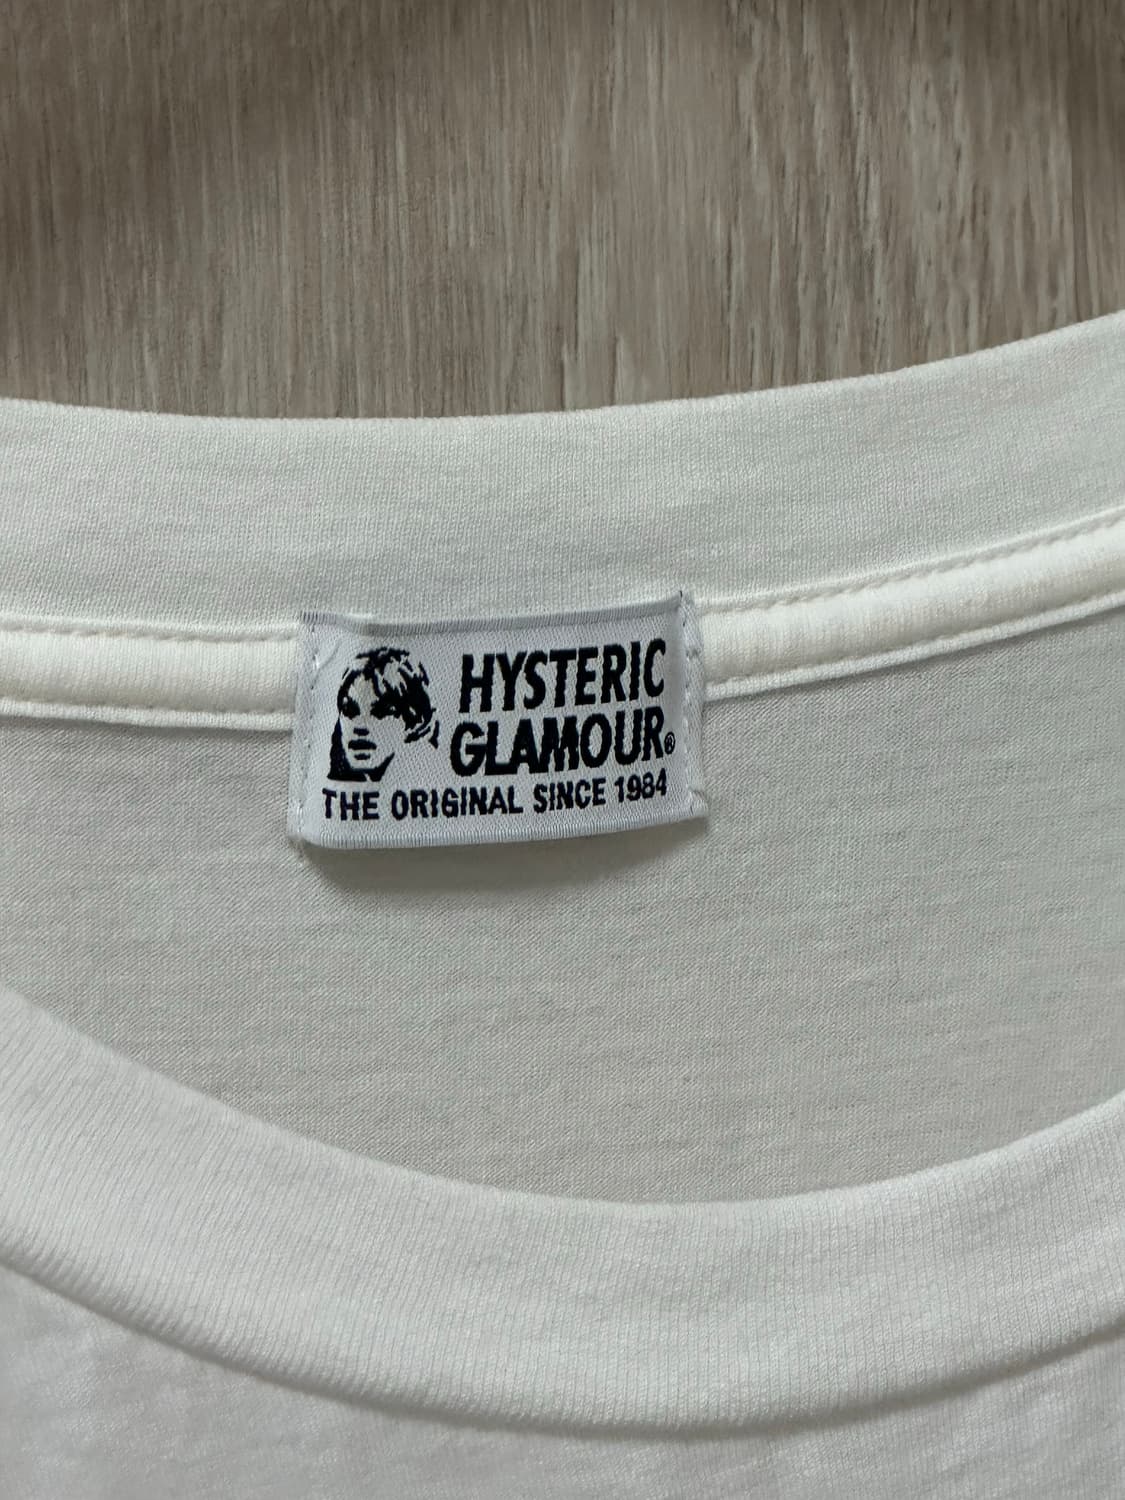 HYSTERIC
GLAMOUR®
THE ORIGINAL SINCE 1984